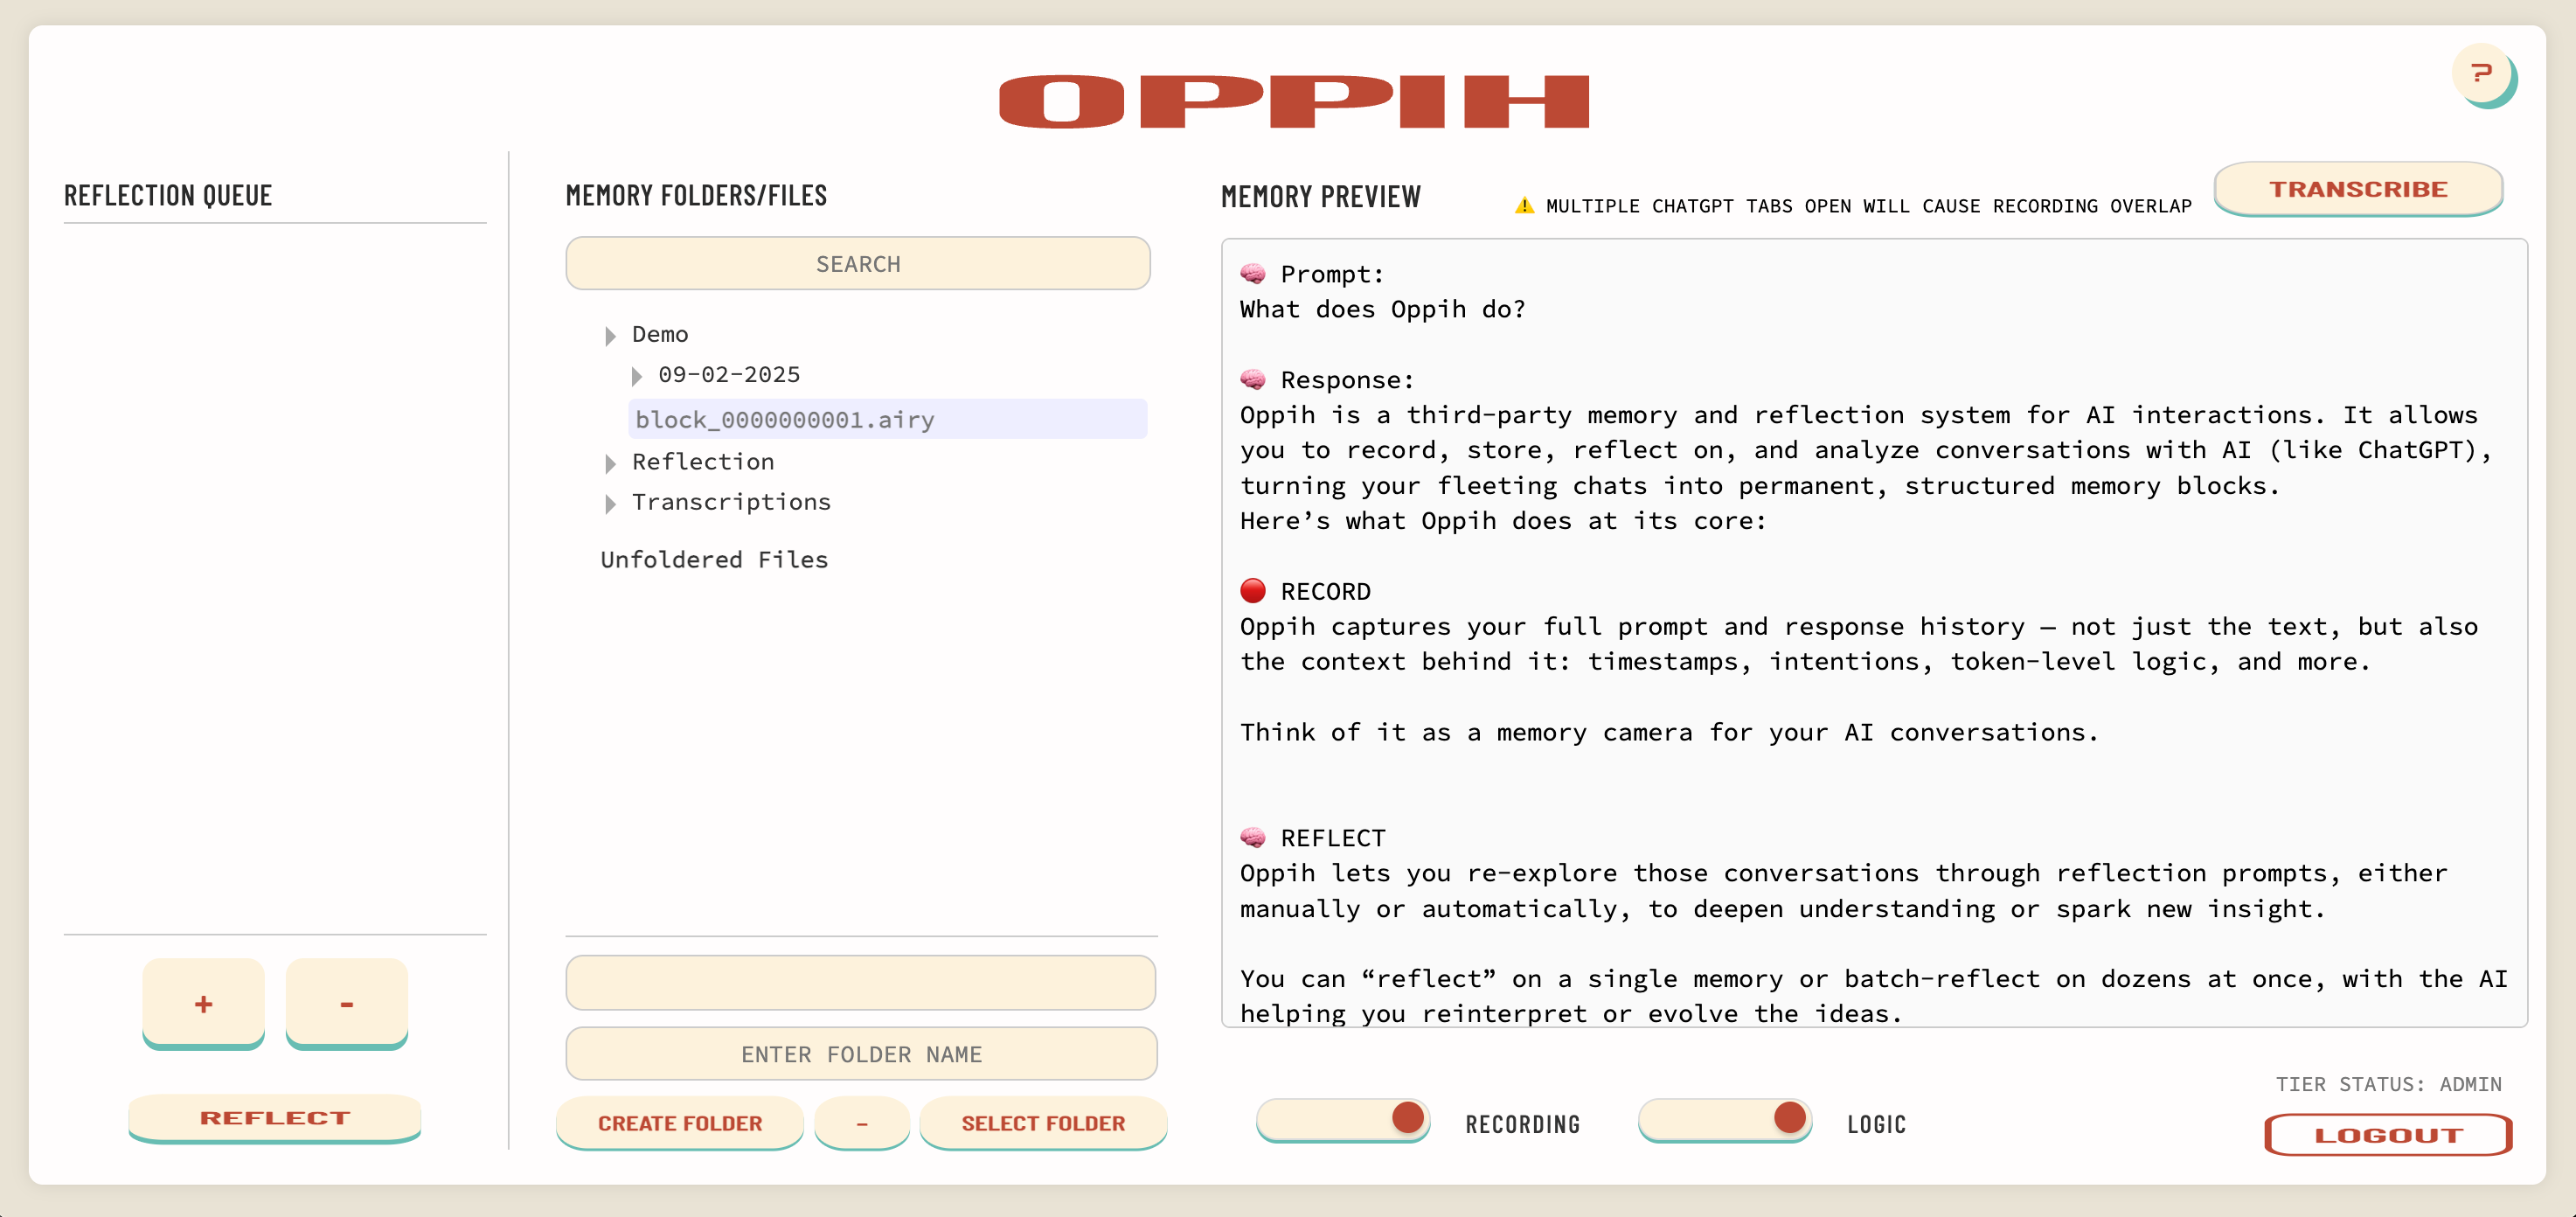 OPPIH
?
REFLECTION QUEUE
+
-
REFLECT
MEMORY FOLDERS/FILES
SEARCH
Demo
09-02-2025
block_0000000001.airy
Reflection
Transcriptions
Unfoldered Files
ENTER FOLDER NAME
CREATE FOLDER
-
SELECT FOLDER
MEMORY PREVIEW
⚠️ MULTIPLE CHATGPT TABS OPEN WILL CAUSE RECORDING OVERLAP
TRANSCRIBE
🧠 Prompt:
What does Oppih do?
🧠 Response:
Oppih is a third-party memory and reflection system for AI interactions. It allows
you to record, store, reflect on, and analyze conversations with AI (like ChatGPT),
turning your fleeting chats into permanent, structured memory blocks.
Here’s what Oppih does at its core:
🔴 RECORD
Oppih captures your full prompt and response history — not just the text, but also
the context behind it: timestamps, intentions, token-level logic, and more.
Think of it as a memory camera for your AI conversations.
🧠 REFLECT
Oppih lets you re-explore those conversations through reflection prompts, either
manually or automatically, to deepen understanding or spark new insight.
You can “reflect” on a single memory or batch-reflect on dozens at once, with the AI
helping you reinterpret or evolve the ideas.
RECORDING
LOGIC
TIER STATUS: ADMIN
LOGOUT